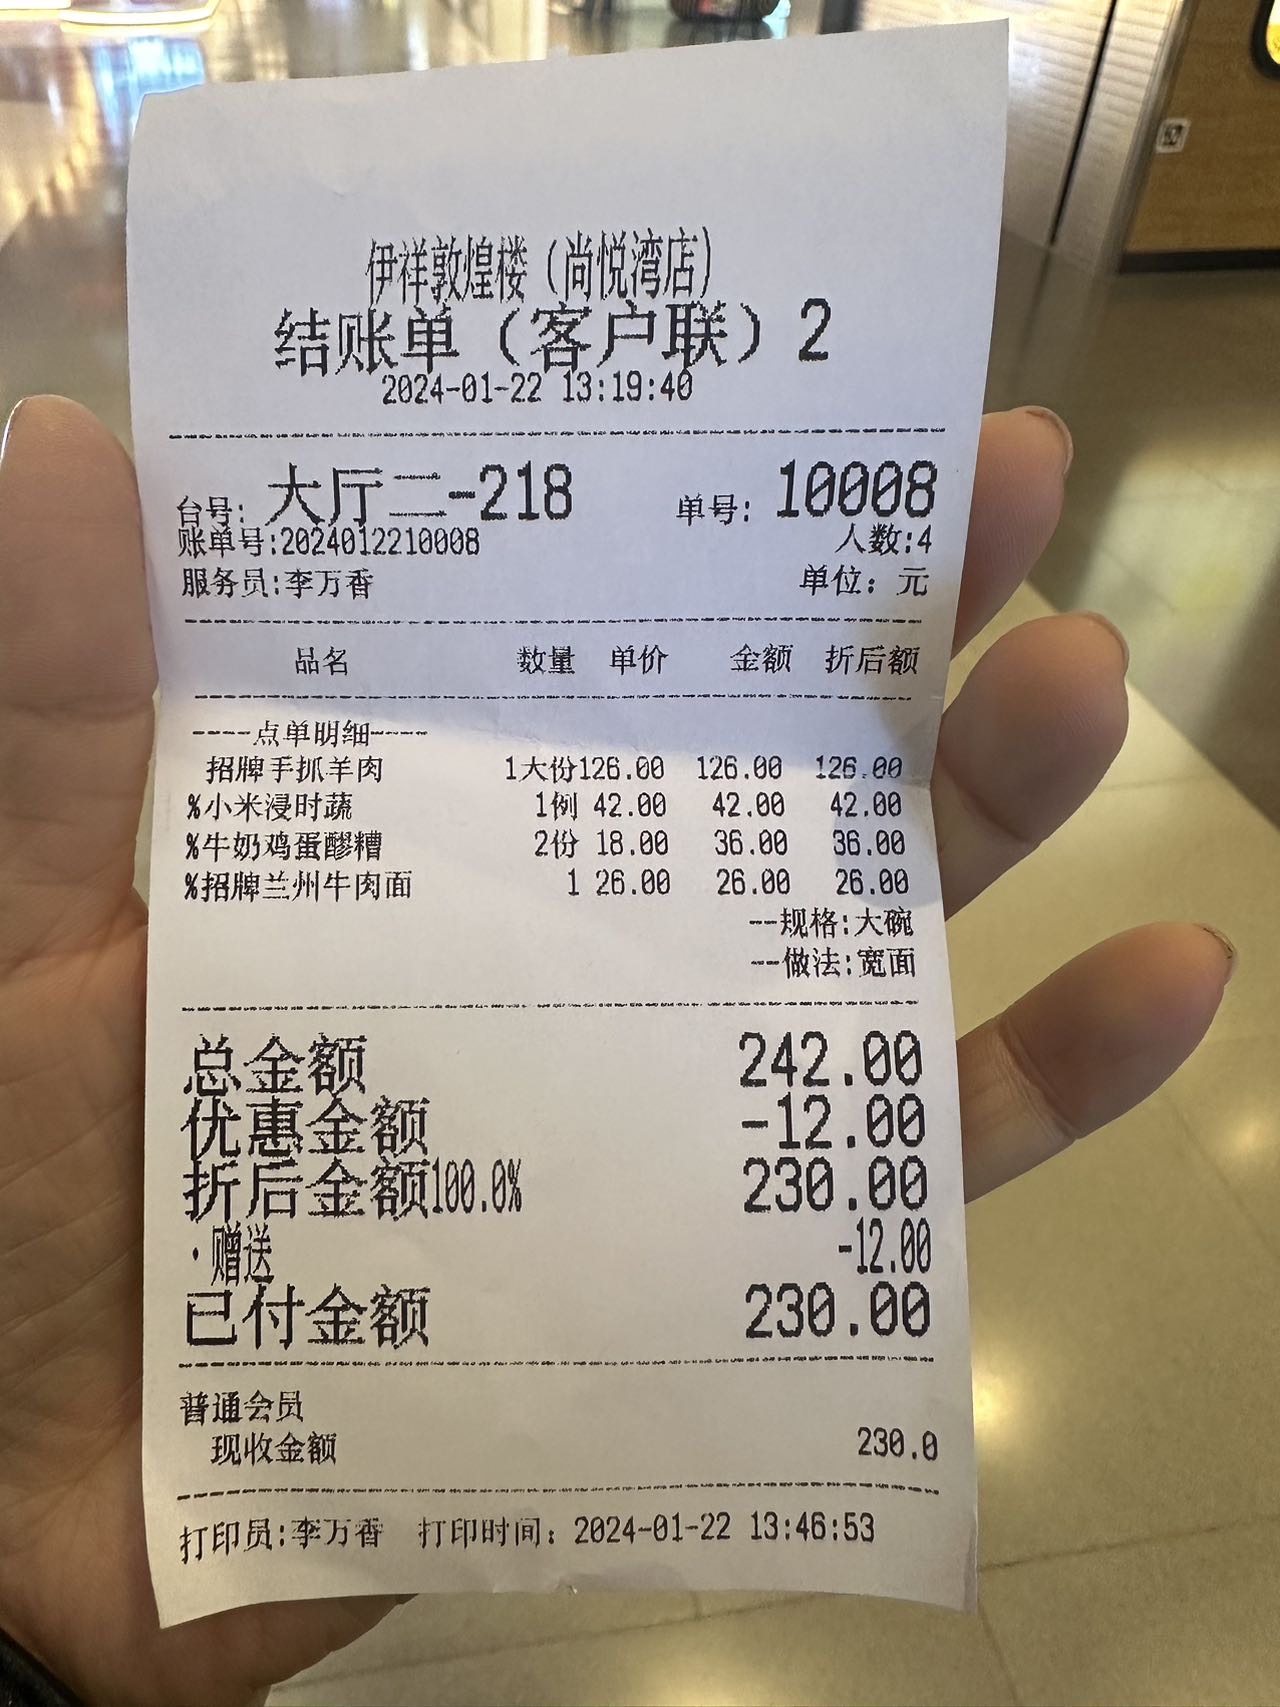 伊祥敦煌楼（尚悦湾店）
结账单（客户联）2
2024-01-22 13:19:40
台号: 大厅二-218 单号: 10008
账单号:2024012210008 人数:4
服务员:李万香 单位: 元
品名 数量 单价 金额 折后额
----点单明细----
招牌手抓羊肉 1大份126.00 126.00 126.00
%小米浸时蔬 1例 42.00 42.00 42.00
%牛奶鸡蛋醪糟 2份 18.00 36.00 36.00
%招牌兰州牛肉面 1 26.00 26.00 26.00
--规格:大碗
--做法:宽面
总金额 242.00
优惠金额 -12.00
折后金额100.0% 230.00
·赠送 -12.00
已付金额 230.00
普通会员
现收金额 230.0
打印员:李万香 打印时间: 2024-01-22 13:46:53